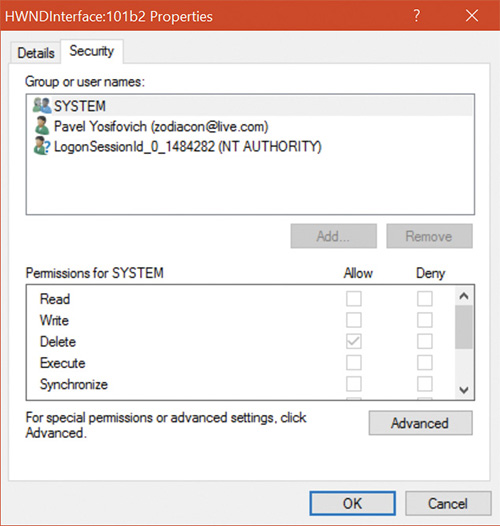 HWNDInterface:101b2 Properties
Details Security
Group or user names:
SYSTEM
Pavel Yosifovich (zodiacon@live.com)
LogonSessionId_0_1484282 (NT AUTHORITY)
Add... Remove
Permissions for SYSTEM Allow Deny
Read
Write
Delete
Execute
Synchronize
For special permissions or advanced settings, click
Advanced.
Advanced
OK Cancel